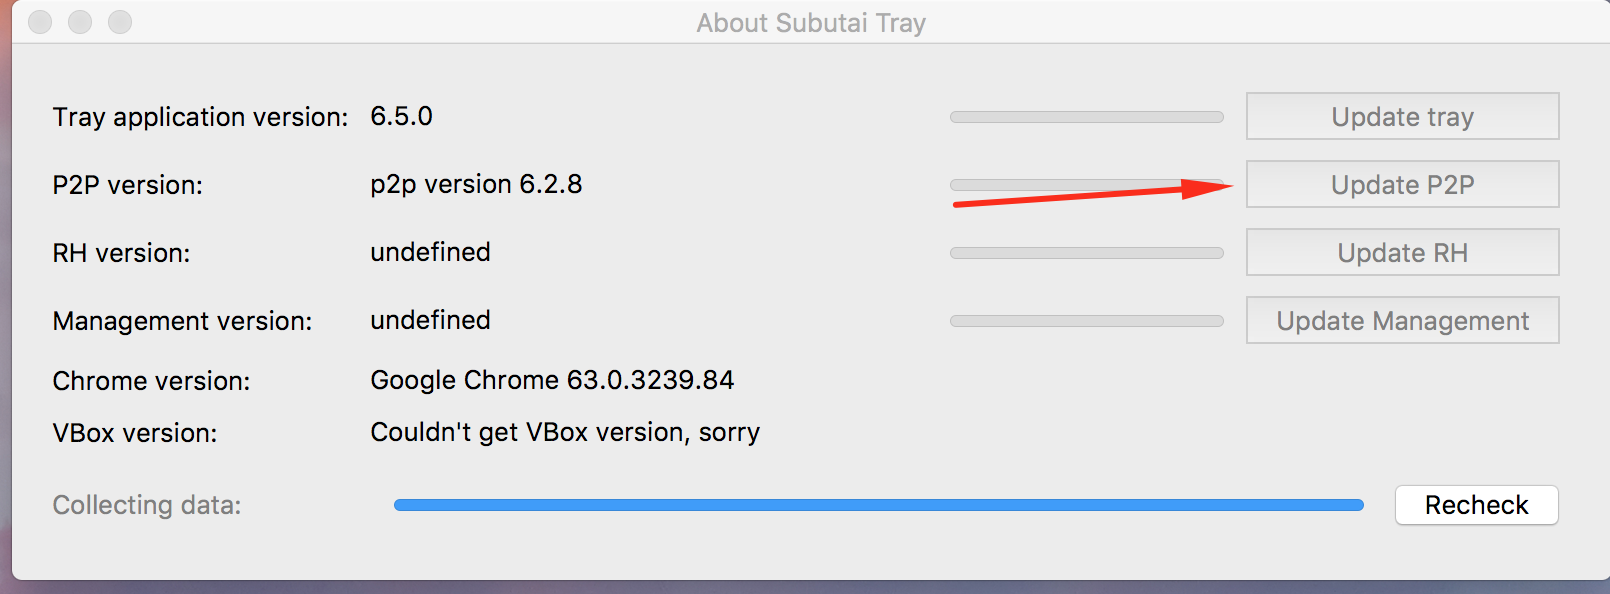 About Subutai Tray
Tray application version: 6.5.0 Update tray
P2P version: p2p version 6.2.8 Update P2P
RH version: undefined Update RH
Management version: undefined Update Management
Chrome version: Google Chrome 63.0.3239.84
VBox version: Couldn't get VBox version, sorry
Collecting data: Recheck